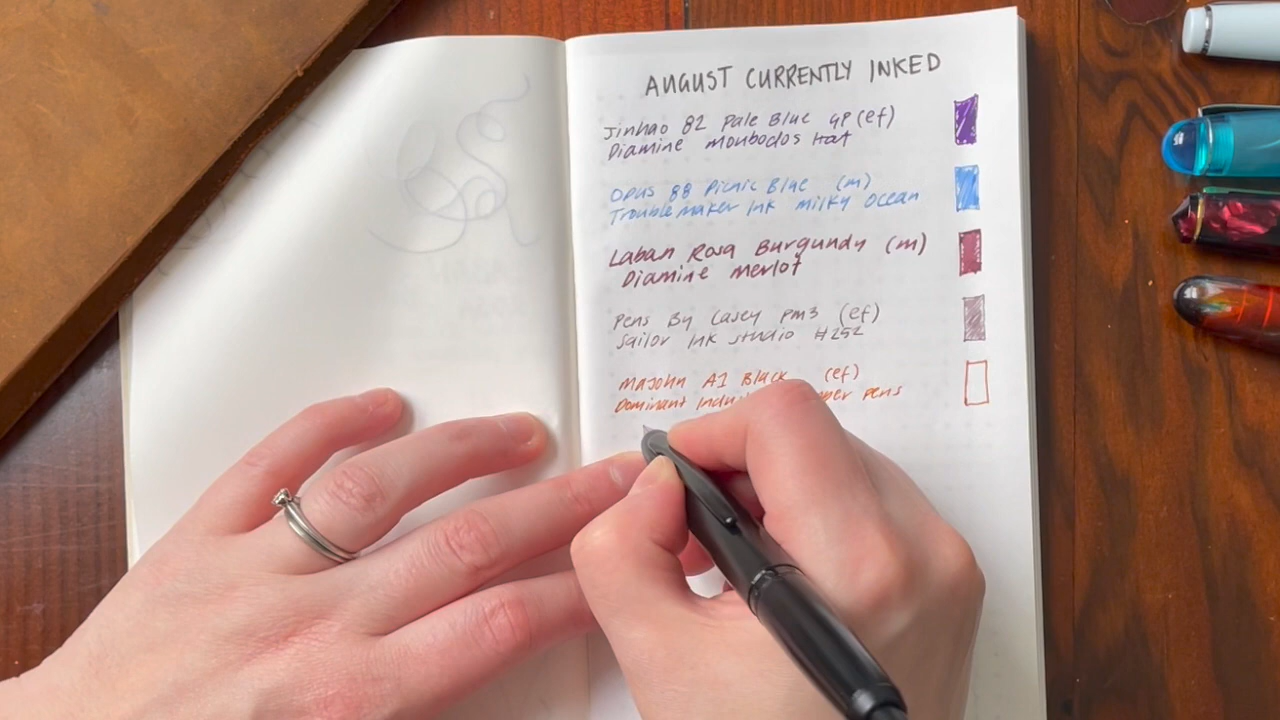 AUGUST CURRENTLY INKED
Jinhao 82 Pale Blue GP (ef)
Diamine Monbodos Hat
Opus 88 Picnic Blue (m)
Troublemaker Ink Milky Ocean
Laban Rosa Burgundy (m)
Diamine merlot
Pens By Casey PM3 (ef)
Sailor Ink Studio #252
MAJohn A1 Black (ef)
Dominant pens